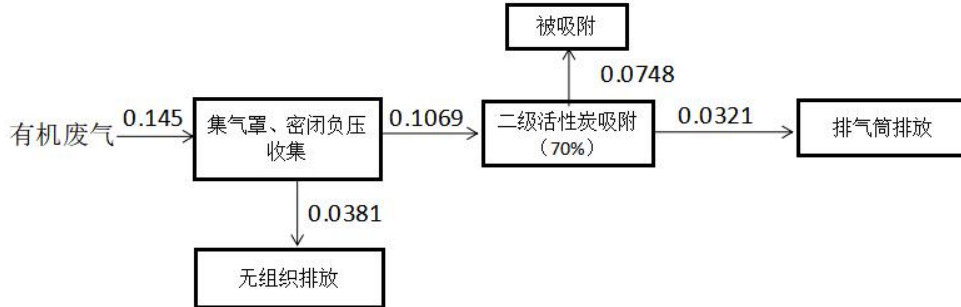 被吸附
0.0748
有机废气
0.145
集气罩、密闭负压
收集
0.1069
二级活性炭吸附
（70%）
0.0321
排气筒排放
0.0381
无组织排放